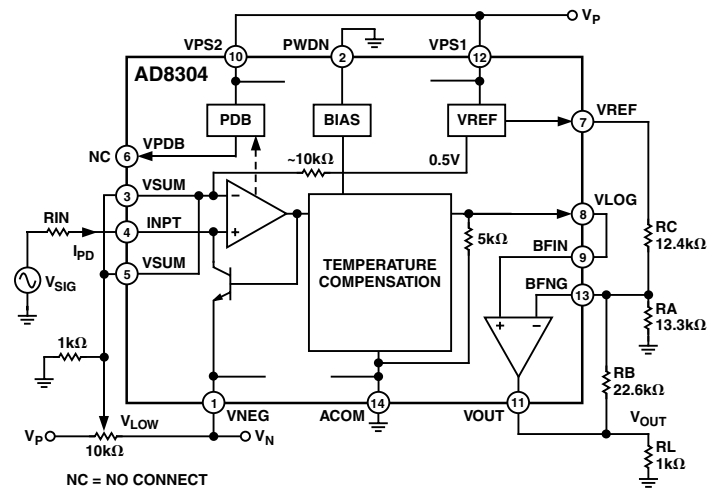 V_P
VPS2 PWDN VPS1
10 2 12
AD8304
PDB BIAS VREF
VREF
7
NC 6 VPDB
~10kΩ 0.5V
3 VSUM
VLOG
8
RIN
I_PD
4 INPT
− +
5 VSUM
V_SIG
TEMPERATURE
COMPENSATION
5kΩ
BFIN
9
BFNG
13
RC
12.4kΩ
RA
13.3kΩ
+ −
1kΩ
RB
22.6kΩ
1 14 11
VNEG ACOM VOUT
V_LOW
V_P V_N
10kΩ
V_OUT
RL
1kΩ
NC = NO CONNECT